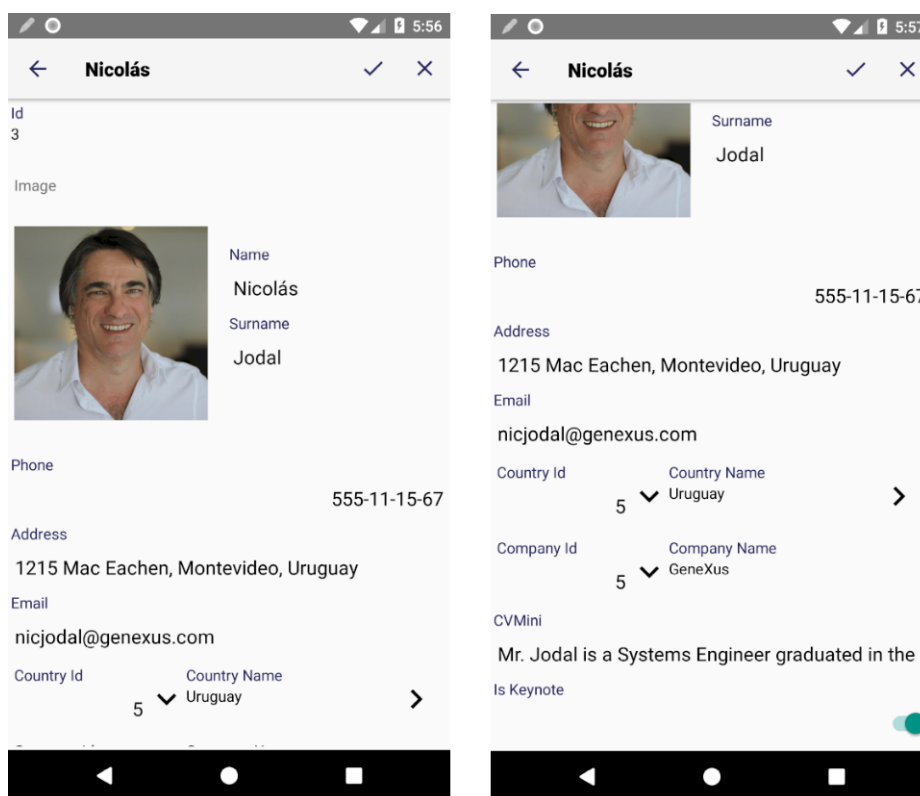 5:56
Nicolás
Id
3
Image
Name
Nicolás
Surname
Jodal
Phone
555-11-15-67
Address
1215 Mac Eachen, Montevideo, Uruguay
Email
nicjodal@genexus.com
Country Id
Country Name
5
Uruguay
5:57
Nicolás
Surname
Jodal
Phone
555-11-15-67
Address
1215 Mac Eachen, Montevideo, Uruguay
Email
nicjodal@genexus.com
Country Id
Country Name
5
Uruguay
Company Id
Company Name
5
GeneXus
CVMini
Mr. Jodal is a Systems Engineer graduated in the
Is Keynote